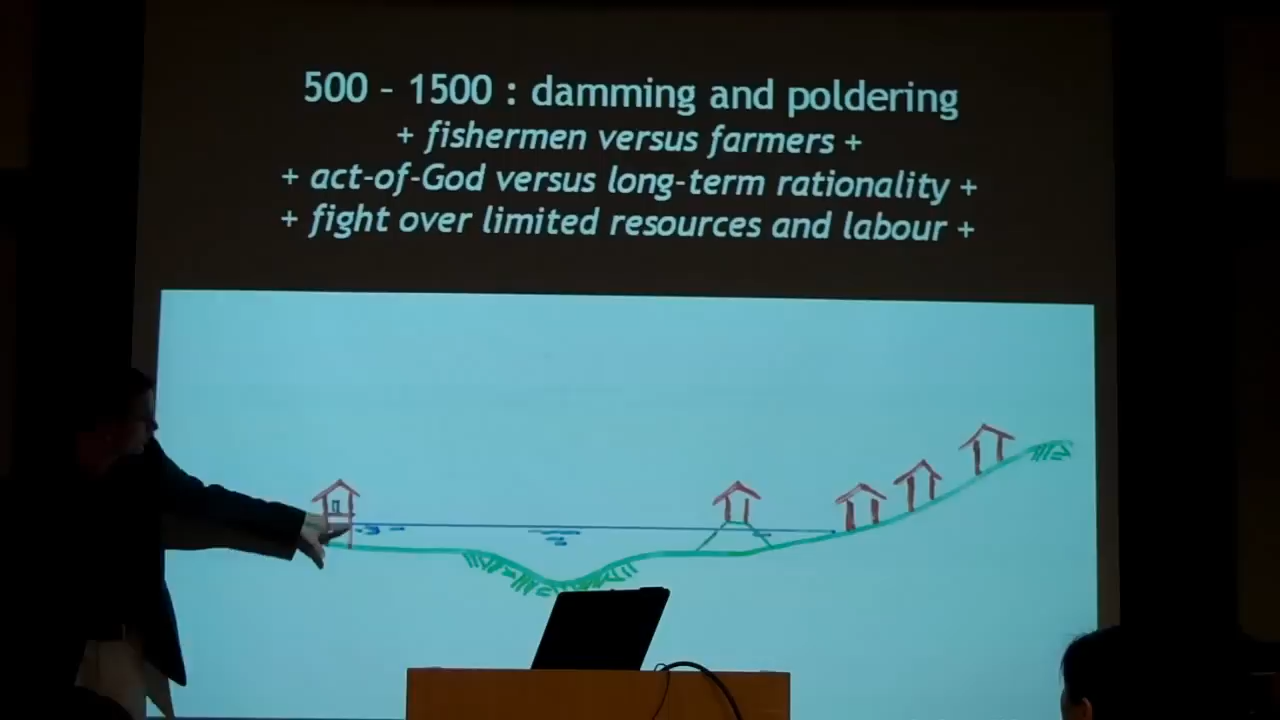 500 – 1500 : damming and poldering
+ fishermen versus farmers +
+ act-of-God versus long-term rationality +
+ fight over limited resources and labour +